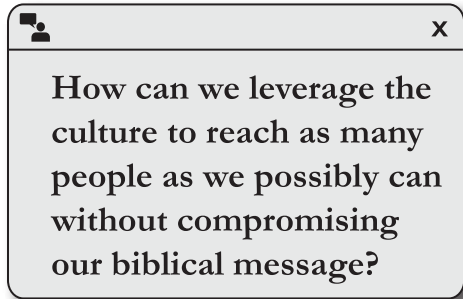 X
How can we leverage the
culture to reach as many
people as we possibly can
without compromising
our biblical message?